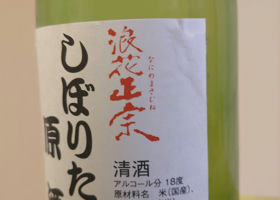 浪花正宗
なにわまさむね
しぼりた
原酒
清酒
アルコール分 18度
原材料名 米(国産)、